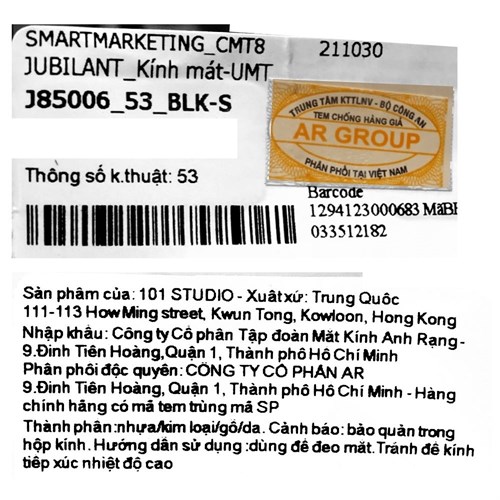 SMARTMARKETING_CMT8 211030
JUBILANT_Kính mát-UMT
J85006_53_BLK-S
TRUNG TÂM KTTLNV - BỘ CÔNG AN
TEM CHỐNG HÀNG GIẢ
AR GROUP
PHÂN PHỐI TẠI VIỆT NAM
Thông số k.thuật: 53
Barcode
1294123000683 MãBH
033512182
Sản phẩm của: 101 STUDIO - Xuất xứ: Trung Quốc
111-113 How Ming street, Kwun Tong, Kowloon, Hong Kong
Nhập khẩu: Công ty Cổ phân Tập đoàn Mắt Kính Anh Rạng -
9.Đinh Tiên Hoàng,Quận 1, Thành phố Hồ Chí Minh
Phân phôi độc quyên: CÔNG TY CỔ PHẦN AR
9.Đinh Tiên Hoàng, Quận 1, Thành phố Hồ Chí Minh - Hàng
chính hãng có mã tem trùng mã SP
Thành phần:nhựa/kim loại/gỗ/da. Cảnh báo: bảo quản trong
hộp kính. Hướng dẫn sử dụng :dùng để đeo mắt.Tránh để kính
tiếp xúc nhiệt độ cao